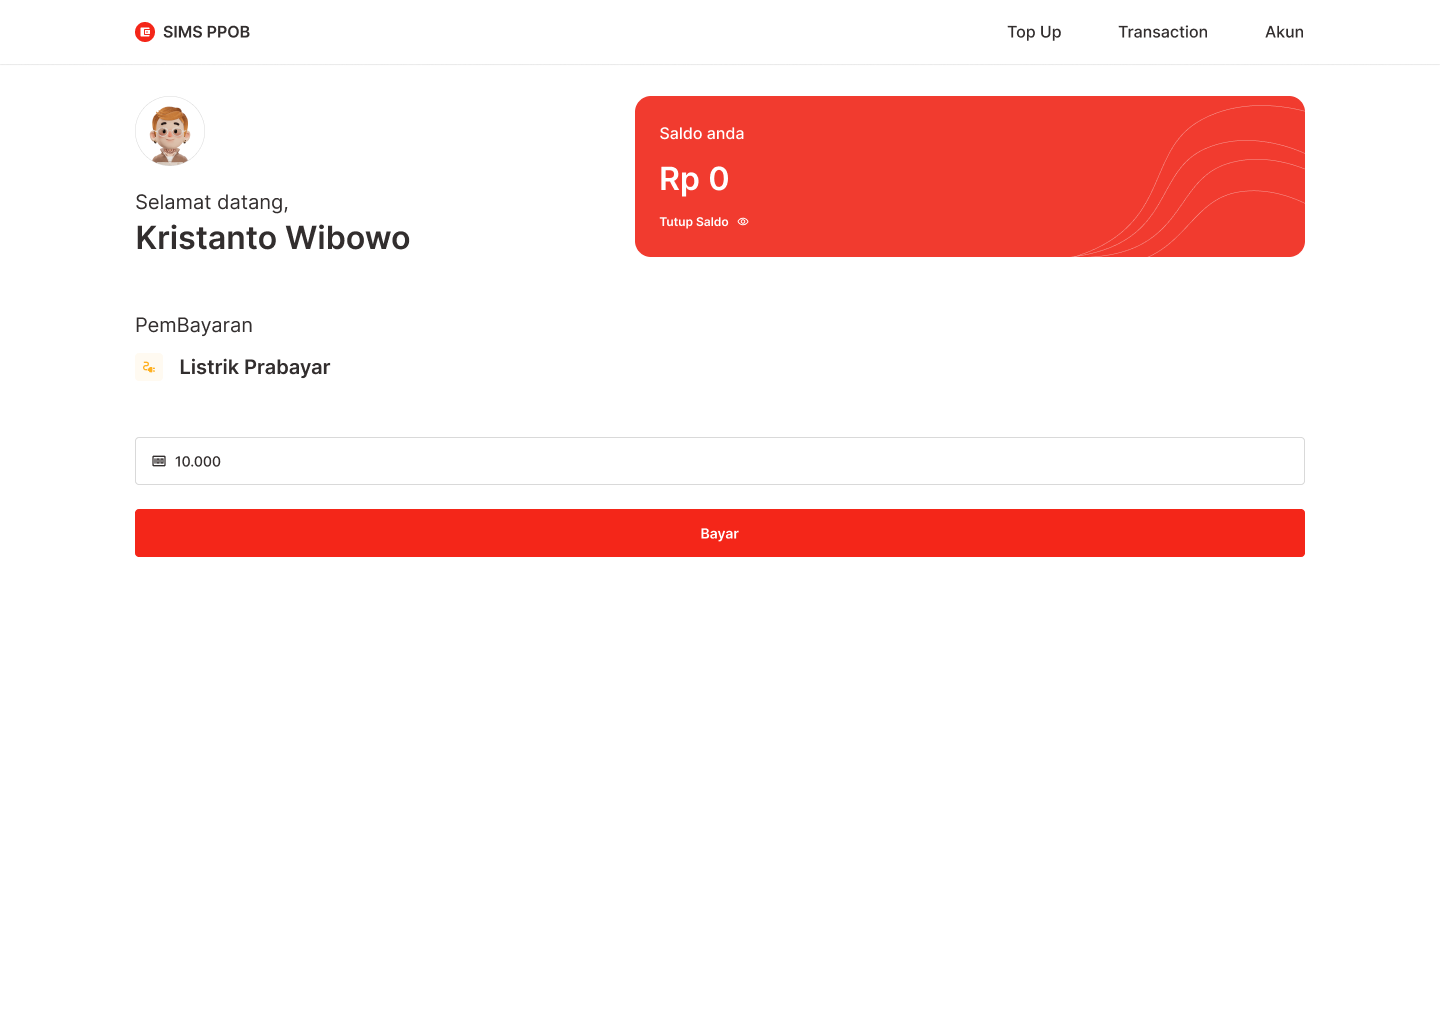 SIMS PPOB
Top Up
Transaction
Akun
Selamat datang,
Kristanto Wibowo
Saldo anda
Rp 0
Tutup Saldo
PemBayaran
Listrik Prabayar
10.000
Bayar